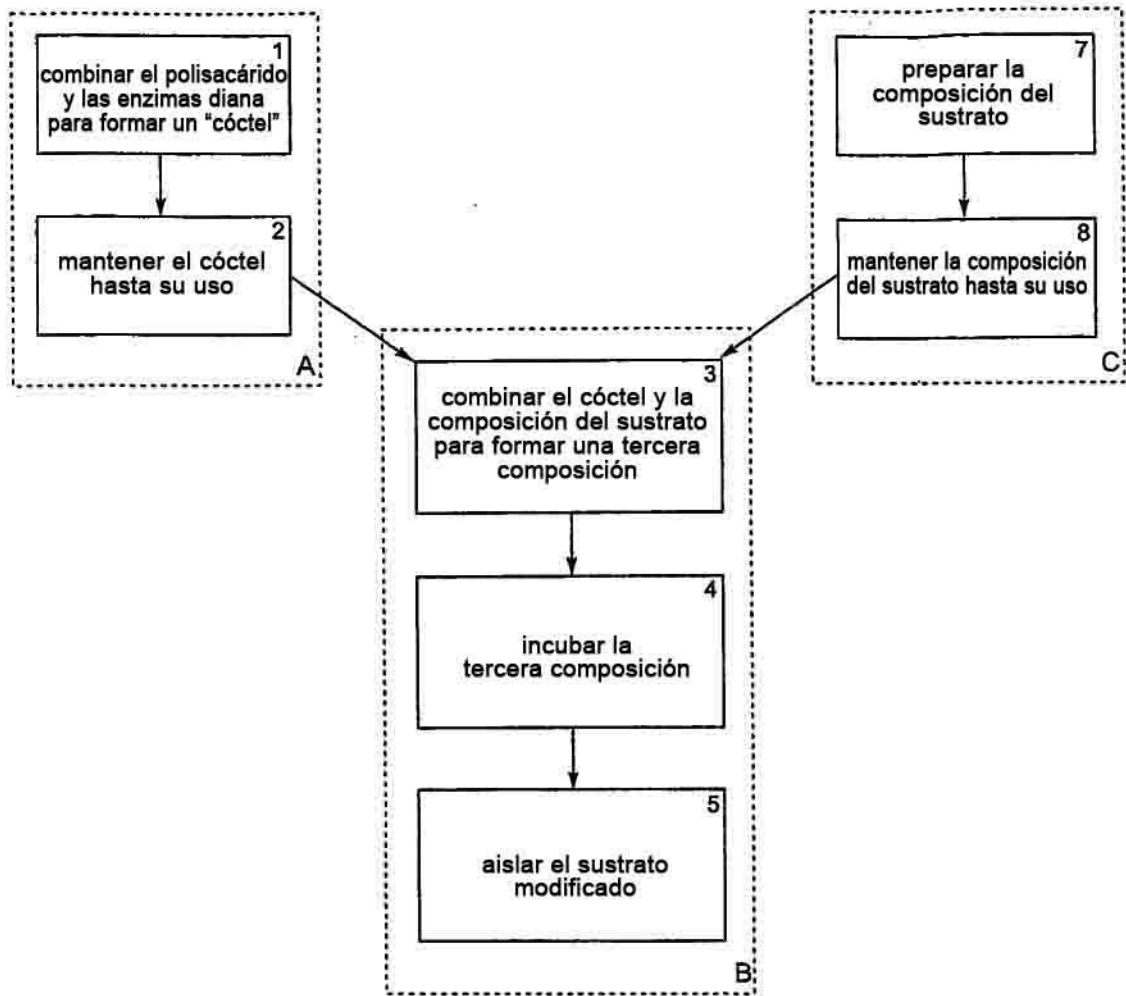 1
combinar el polisacárido
y las enzimas diana
para formar un "cóctel"
2
mantener el cóctel
hasta su uso
A
7
preparar la
composición del
sustrato
8
mantener la composición
del sustrato hasta su uso
C
3
combinar el cóctel y la
composición del sustrato
para formar una tercera
composición
4
incubar la
tercera composición
5
aislar el sustrato
modificado
B